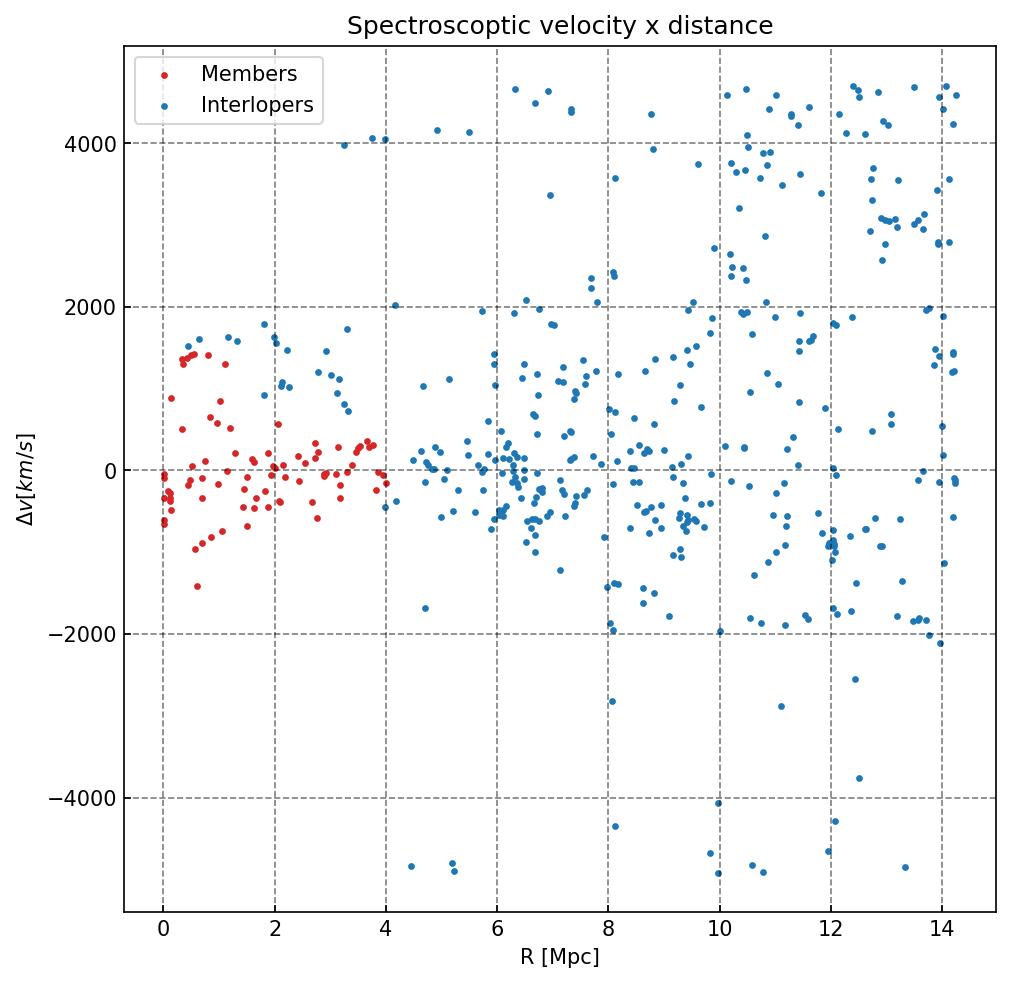 Spectroscoptic velocity x distance
Members
Interlopers
4000
2000
0
−2000
−4000
Δv[km/s]
0 2 4 6 8 10 12 14
R [Mpc]